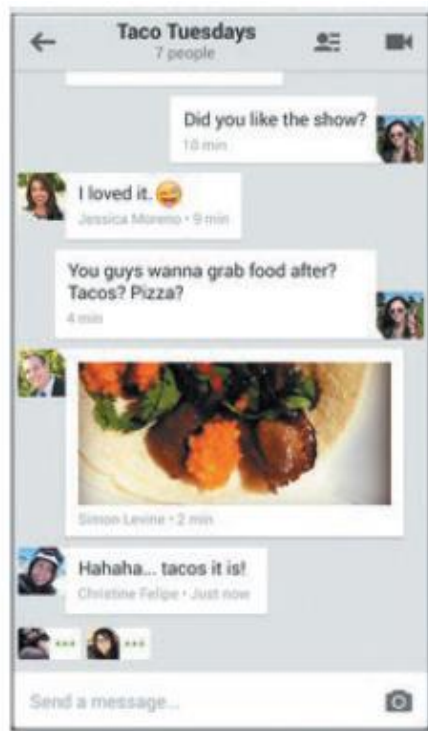 Taco Tuesdays
7 people
Did you like the show?
10 min
I loved it. 😅
Jessica Moreno • 9 min
You guys wanna grab food after?
Tacos? Pizza?
4 min
Simon Levine • 2 min
Hahaha... tacos it is!
Christine Felipe • Just now
Send a message...